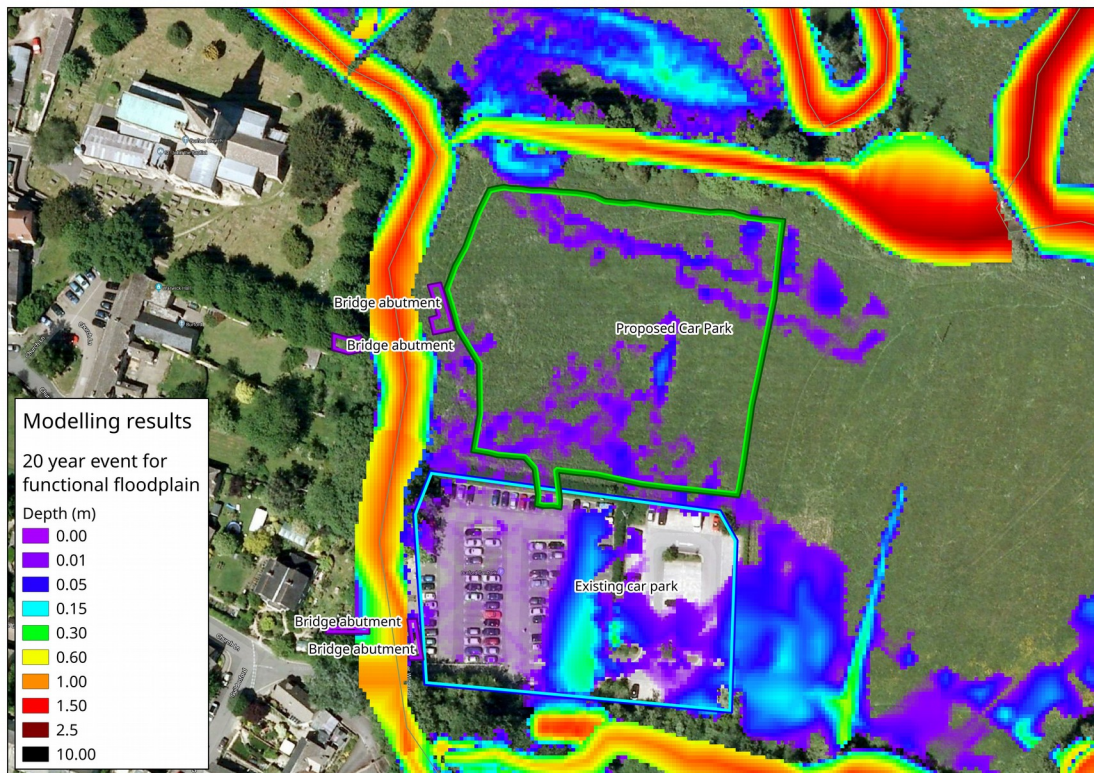 Bridge abutment
Proposed Car Park
Bridge abutment
Existing car park
Bridge abutment
Bridge abutment
Modelling results
20 year event for
functional floodplain
Depth (m)
0.00
0.01
0.05
0.15
0.30
0.60
1.00
1.50
2.5
10.00
Church Ln